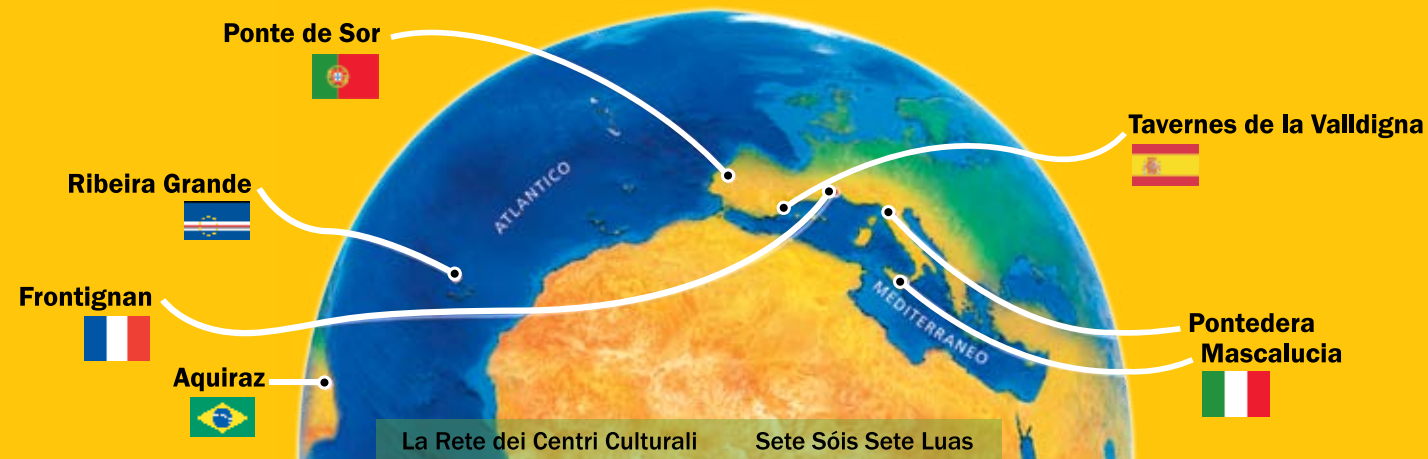 Ponte de Sor
Tavernes de la Valldigna
ATLANTICO
Ribeira Grande
Frontignan
MEDITERRANEO
Pontedera
Mascalucia
Aquiraz
La Rete dei Centri Culturali Sete Sóis Sete Luas